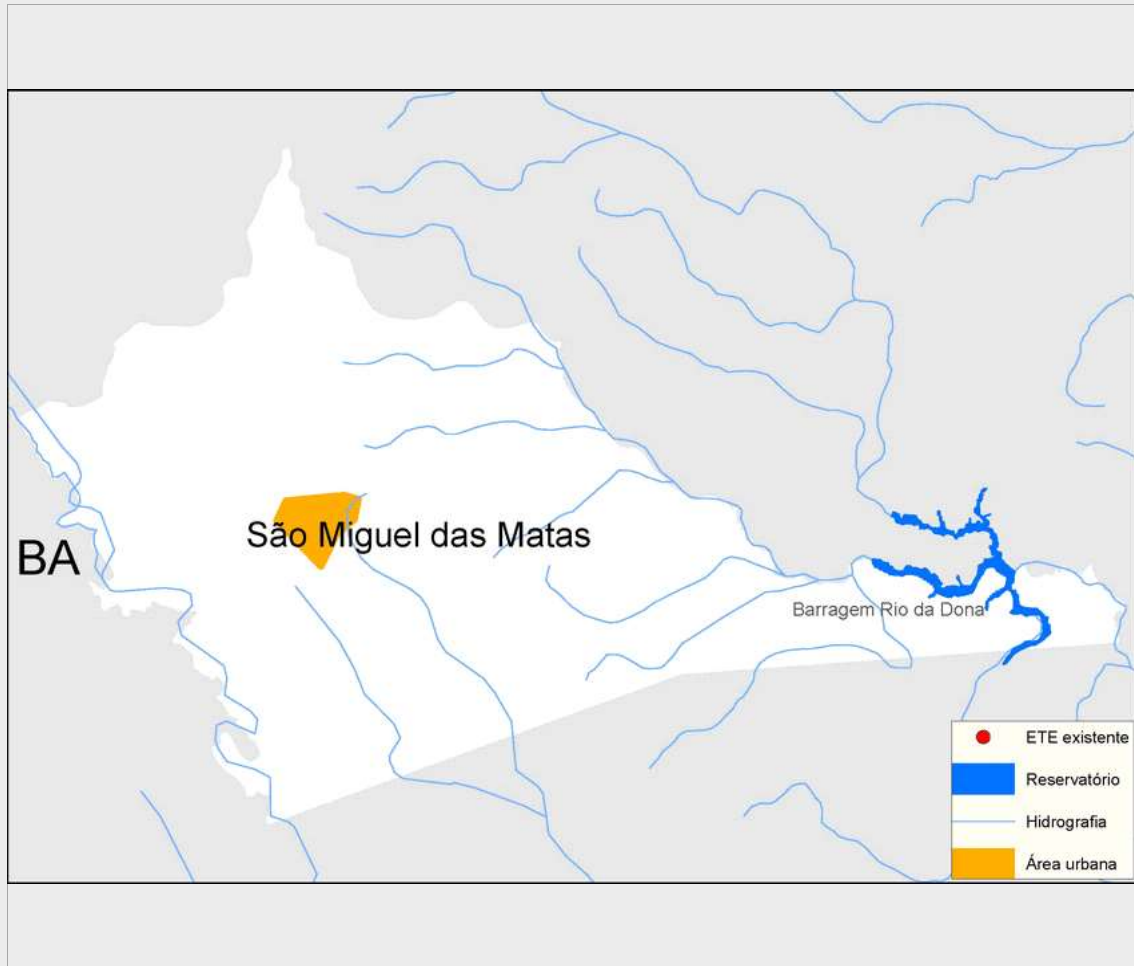 São Miguel das Matas
BA
Barragem Rio da Dona
ETE existente
Reservatório
Hidrografia
Área urbana